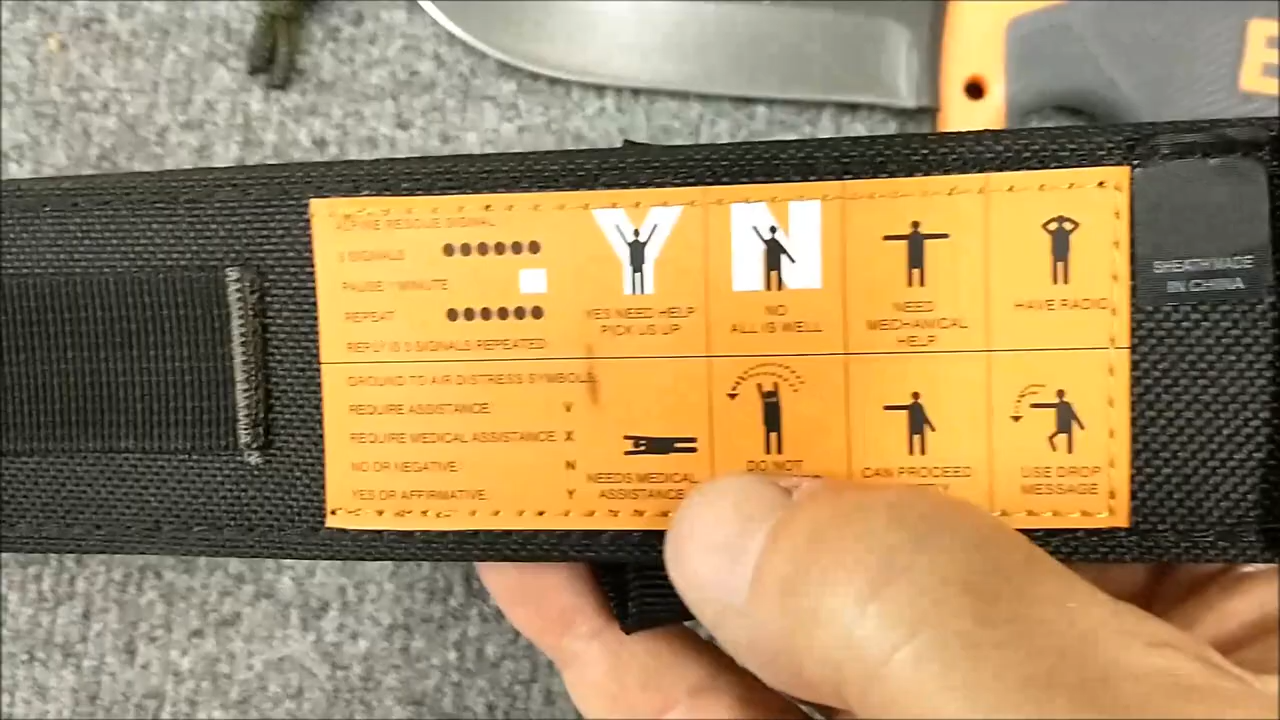 ALPINE RESCUE SIGNAL
6 SIGNALS
PAUSE 1 MINUTE
REPEAT
REPLY IS 3 SIGNALS REPEATED
Y
YES NEED HELP
PICK US UP
N
NO
ALL IS WELL
NEED
MECHANICAL
HELP
HAVE RADIO
GROUND TO AIR DISTRESS SYMBOLS
REQUIRE ASSISTANCE V
REQUIRE MEDICAL ASSISTANCE X
NO OR NEGATIVE N
YES OR AFFIRMATIVE Y
NEEDS MEDICAL
ASSISTANCE
DO NOT
CAN PROCEED
USE DROP
MESSAGE
SHEATH MADE
IN CHINA